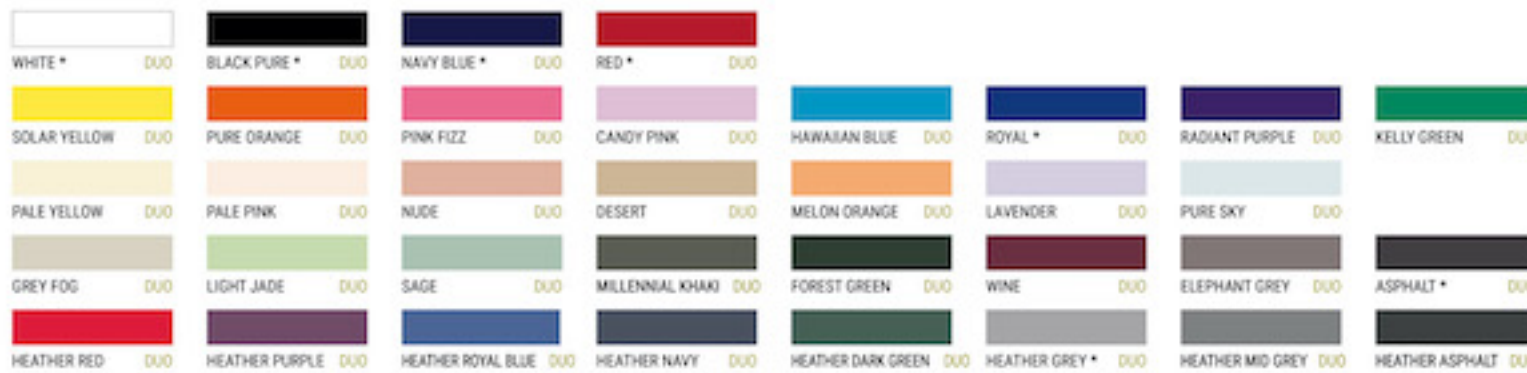 WHITE * DUO BLACK PURE * DUO NAVY BLUE * DUO RED * DUO
SOLAR YELLOW DUO PURE ORANGE DUO PINK FIZZ DUO CANDY PINK DUO HAWAIIAN BLUE DUO ROYAL * DUO RADIANT PURPLE DUO KELLY GREEN DU
PALE YELLOW DUO PALE PINK DUO NUDE DUO DESERT DUO MELON ORANGE DUO LAVENDER DUO PURE SKY DUO
GREY FOG DUO LIGHT JADE DUO SAGE DUO MILLENNIAL KHAKI DUO FOREST GREEN DUO WINE DUO ELEPHANT GREY DUO ASPHALT * DU
HEATHER RED DUO HEATHER PURPLE DUO HEATHER ROYAL BLUE DUO HEATHER NAVY DUO HEATHER DARK GREEN DUO HEATHER GREY * DUO HEATHER MID GREY DUO HEATHER ASPHALT DU